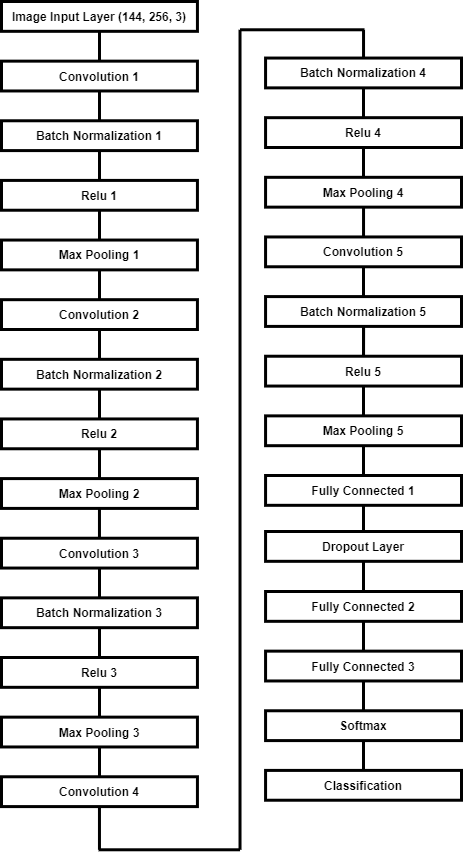 Image Input Layer (144, 256, 3)
Convolution 1
Batch Normalization 1
Relu 1
Max Pooling 1
Convolution 2
Batch Normalization 2
Relu 2
Max Pooling 2
Convolution 3
Batch Normalization 3
Relu 3
Max Pooling 3
Convolution 4
Batch Normalization 4
Relu 4
Max Pooling 4
Convolution 5
Batch Normalization 5
Relu 5
Max Pooling 5
Fully Connected 1
Dropout Layer
Fully Connected 2
Fully Connected 3
Softmax
Classification